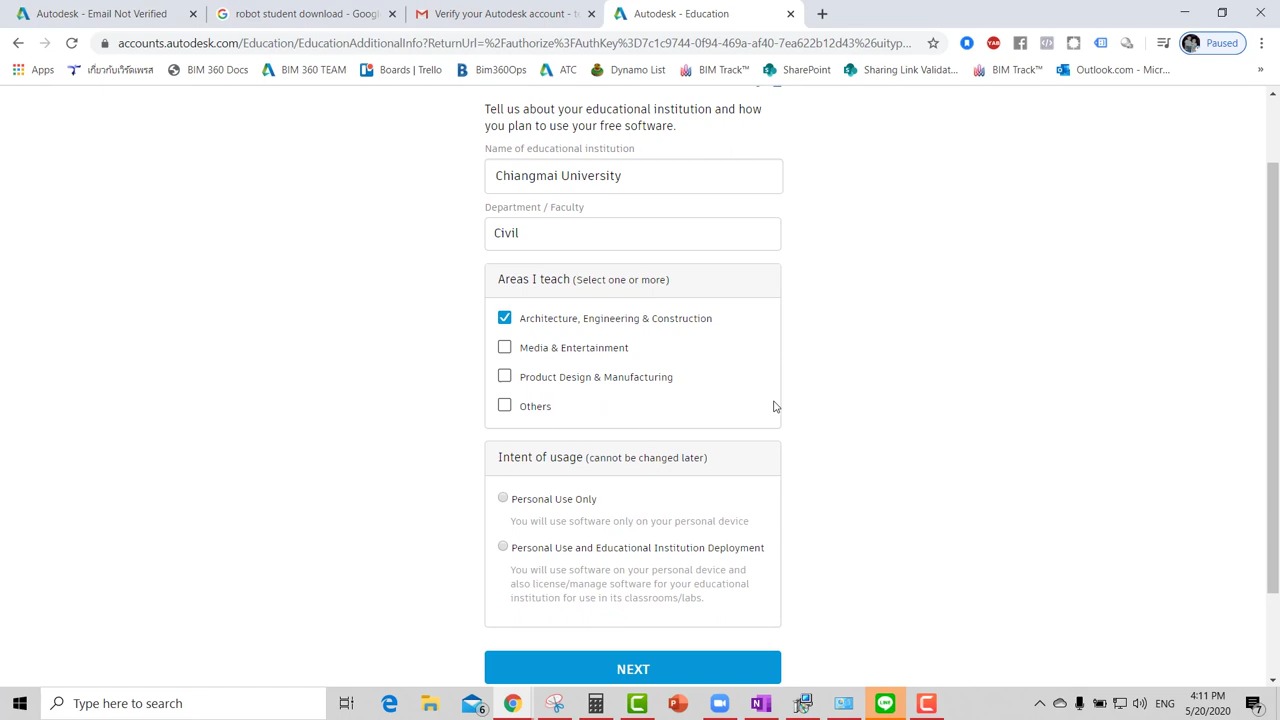 Autodesk - Email Not Verified
robot student download - Googl
Verify your Autodesk account - te
Autodesk - Education
accounts.autodesk.com/Education/EducationAdditionalInfo?ReturnUrl=%2Fauthorize%3FAuthKey%3D7c1c9744-0f94-469a-af40-7ea622b12d43%26uityp...
Paused
Apps
เกี่ยวกับเวิร์ดเพรส
BIM 360 Docs
BIM 360 TEAM
Boards | Trello
Bim360Ops
ATC
Dynamo List
BIM Track™
SharePoint
Sharing Link Validat...
BIM Track™
Outlook.com - Micr...
Tell us about your educational institution and how
you plan to use your free software.
Name of educational institution
Chiangmai University
Department / Faculty
Civil
Areas I teach (Select one or more)
Architecture, Engineering & Construction
Media & Entertainment
Product Design & Manufacturing
Others
Intent of usage (cannot be changed later)
Personal Use Only
You will use software only on your personal device
Personal Use and Educational Institution Deployment
You will use software on your personal device and
also license/manage software for your educational
institution for use in its classrooms/labs.
NEXT
Type here to search
6
ENG
4:11 PM
5/20/2020
7